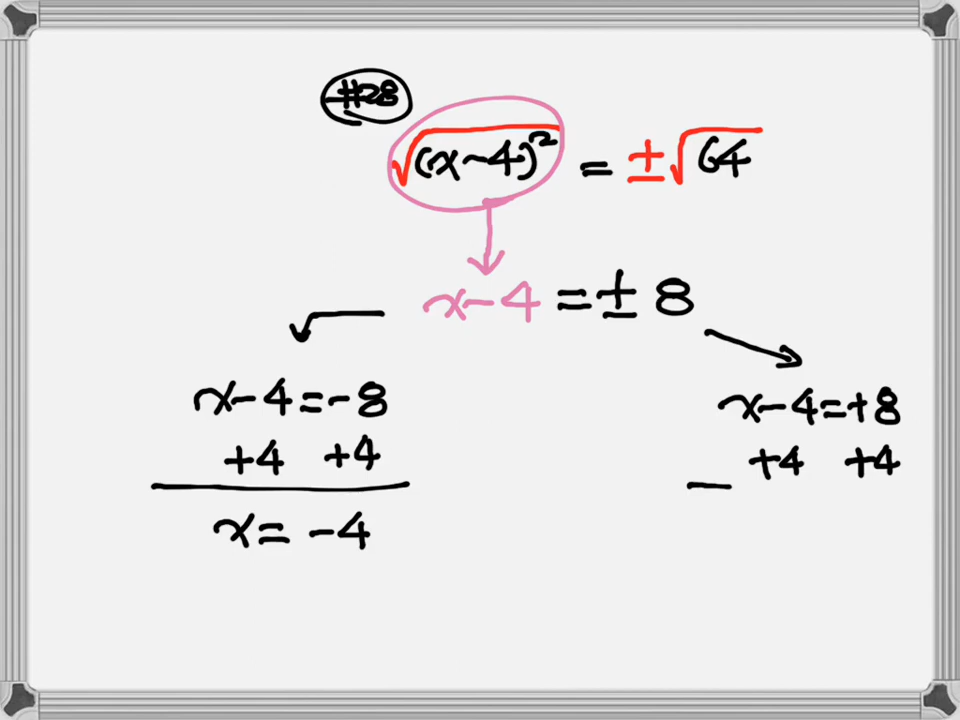 #28
√(x-4)² = ±√64
x-4 = ± 8
x-4=-8
+4 +4
x= -4
x-4=+8
+4 +4